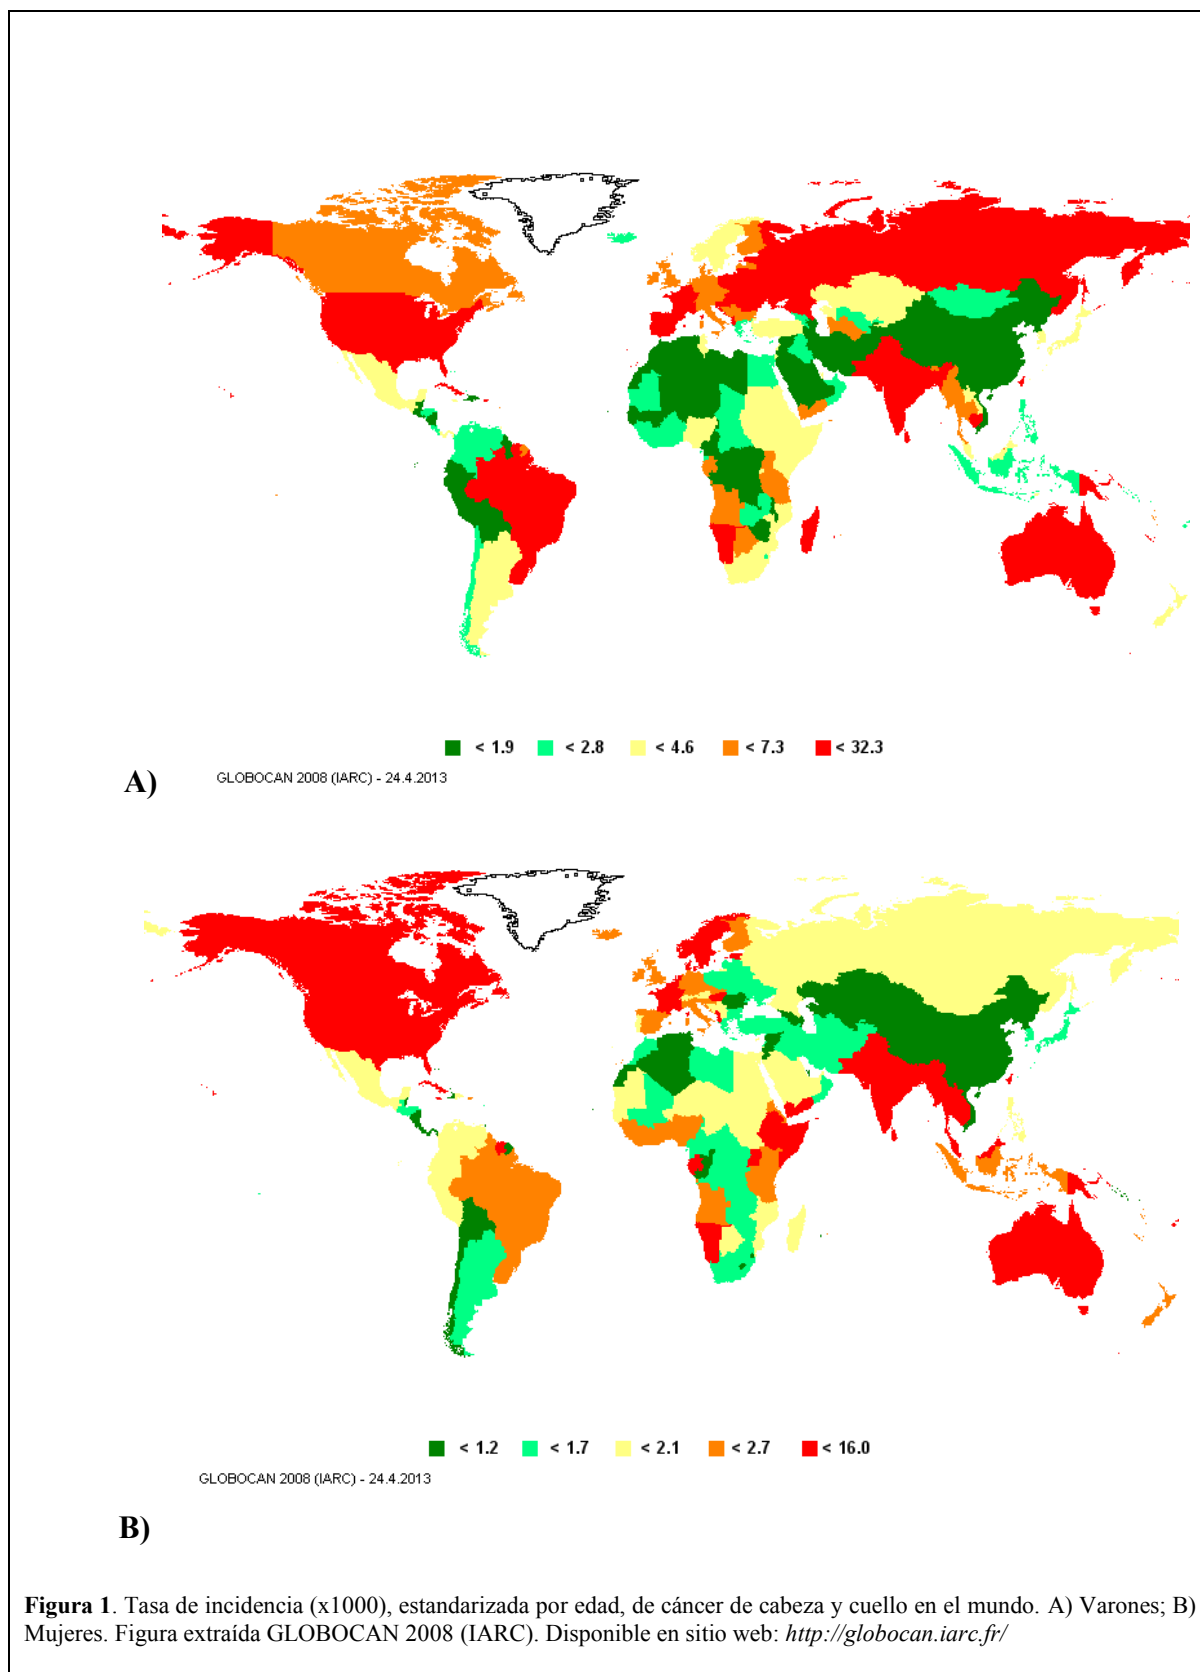 < 1.9 < 2.8 < 4.6 < 7.3 < 32.3
A) GLOBOCAN 2008 (IARC) - 24.4.2013
< 1.2 < 1.7 < 2.1 < 2.7 < 16.0
GLOBOCAN 2008 (IARC) - 24.4.2013
B)
Figura 1. Tasa de incidencia (x1000), estandarizada por edad, de cáncer de cabeza y cuello en el mundo. A) Varones; B)
Mujeres. Figura extraída GLOBOCAN 2008 (IARC). Disponible en sitio web: http://globocan.iarc.fr/